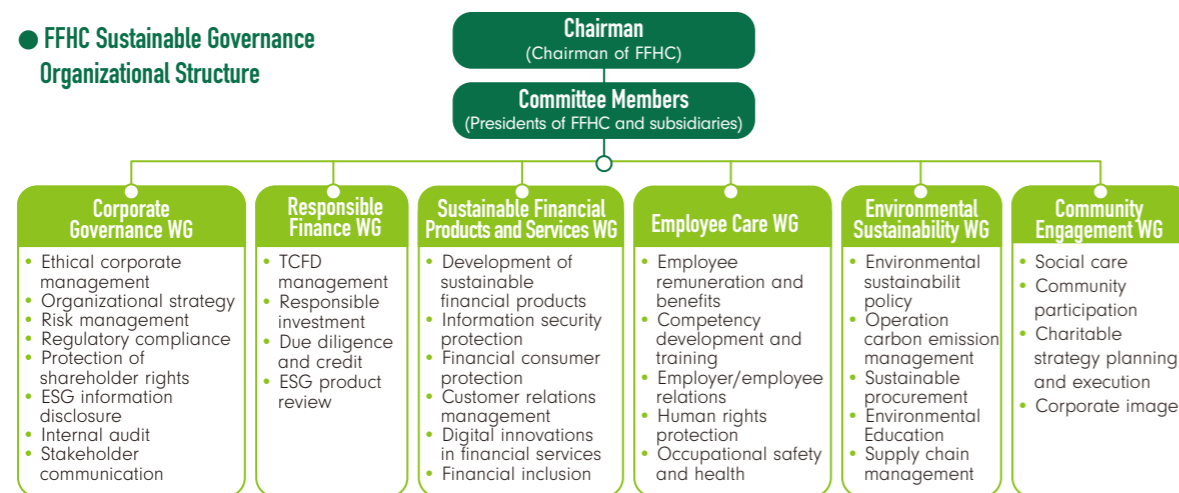 ● FFHC Sustainable Governance
Organizational Structure
Chairman
(Chairman of FFHC)
Committee Members
(Presidents of FFHC and subsidiaries)
Corporate
Governance WG
• Ethical corporate
management
• Organizational strategy
• Risk management
• Regulatory compliance
• Protection of
shareholder rights
• ESG information
disclosure
• Internal audit
• Stakeholder
communication
Responsible
Finance WG
• TCFD
management
• Responsible
investment
• Due diligence
and credit
• ESG product
review
Sustainable Financial
Products and Services WG
• Development of
sustainable
financial products
• Information security
protection
• Financial consumer
protection
• Customer relations
management
• Digital innovations
in financial services
• Financial inclusion
Employee Care WG
• Employee
remuneration and
benefits
• Competency
development and
training
• Employer/employee
relations
• Human rights
protection
• Occupational safety
and health
Environmental
Sustainability WG
• Environmental
sustainabilit
policy
• Operation
carbon emission
management
• Sustainable
procurement
• Environmental
Education
• Supply chain
management
Community
Engagement WG
• Social care
• Community
participation
• Charitable
strategy planning
and execution
• Corporate image